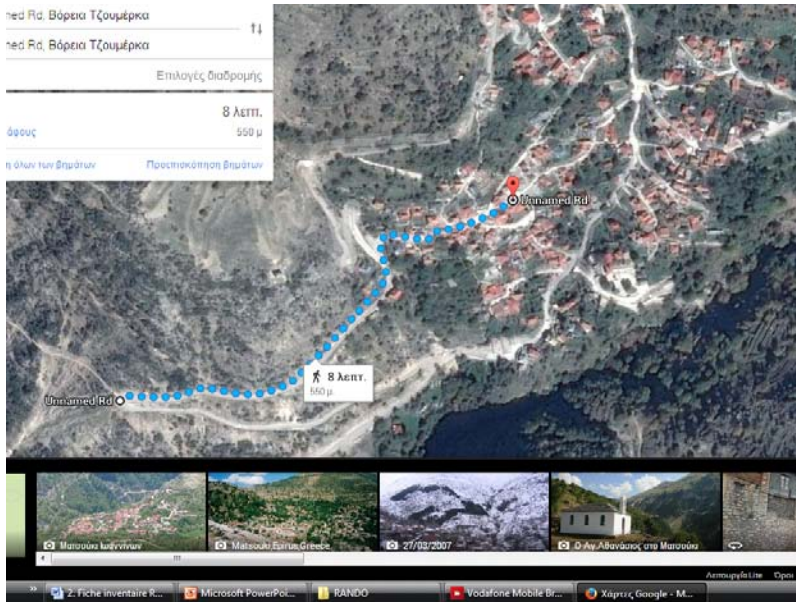 ned Rd, Βόρεια Τζουμέρκα
ned Rd, Βόρεια Τζουμέρκα
Επιλογές διαδρομής
8 λεπτ.
άφους 550 μ
η όλων των βημάτων Προεπισκόπηση βημάτων
Unnamed Rd
8 λεπτ.
550 μ.
Unnamed Rd
Ματσούκι Ιωαννίνων
Matsouki,Epirus,Greece
27/03/2007
Ο Αγ.Αθανάσιος στο Ματσούκι
Λειτουργία Lite Όροι
2. Fiche inventaire R...
Microsoft PowerPoi...
RANDO
Vodafone Mobile Br...
Χάρτες Google - M...